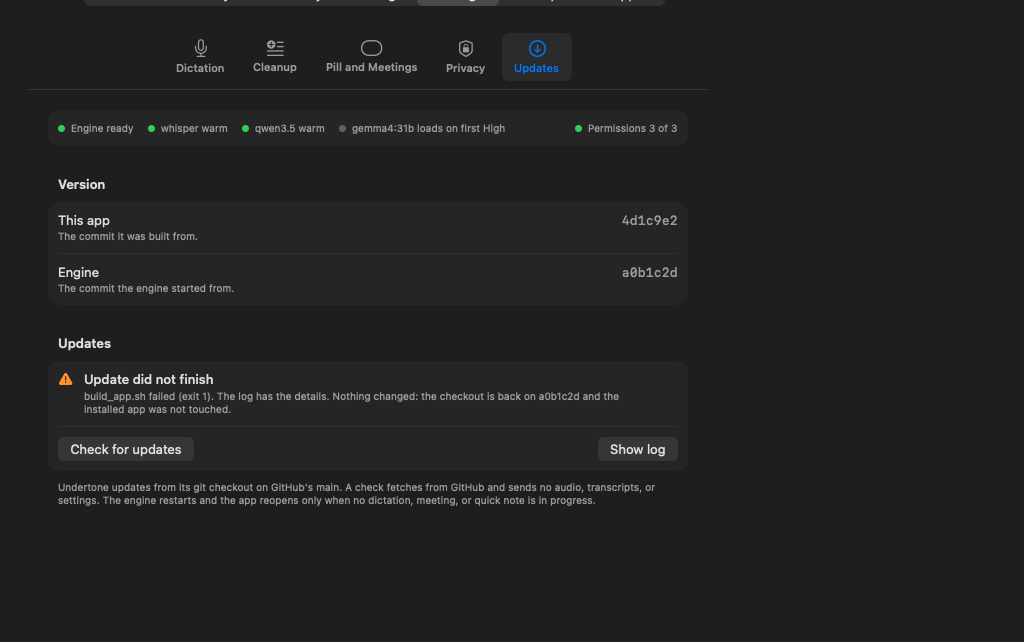 Dictation
Cleanup
Pill and Meetings
Privacy
Updates
Engine ready
whisper warm
qwen3.5 warm
gemma4:31b loads on first High
Permissions 3 of 3
Version
This app
4d1c9e2
The commit it was built from.
Engine
a0b1c2d
The commit the engine started from.
Updates
Update did not finish
build_app.sh failed (exit 1). The log has the details. Nothing changed: the checkout is back on a0b1c2d and the
installed app was not touched.
Check for updates
Show log
Undertone updates from its git checkout on GitHub's main. A check fetches from GitHub and sends no audio, transcripts, or
settings. The engine restarts and the app reopens only when no dictation, meeting, or quick note is in progress.